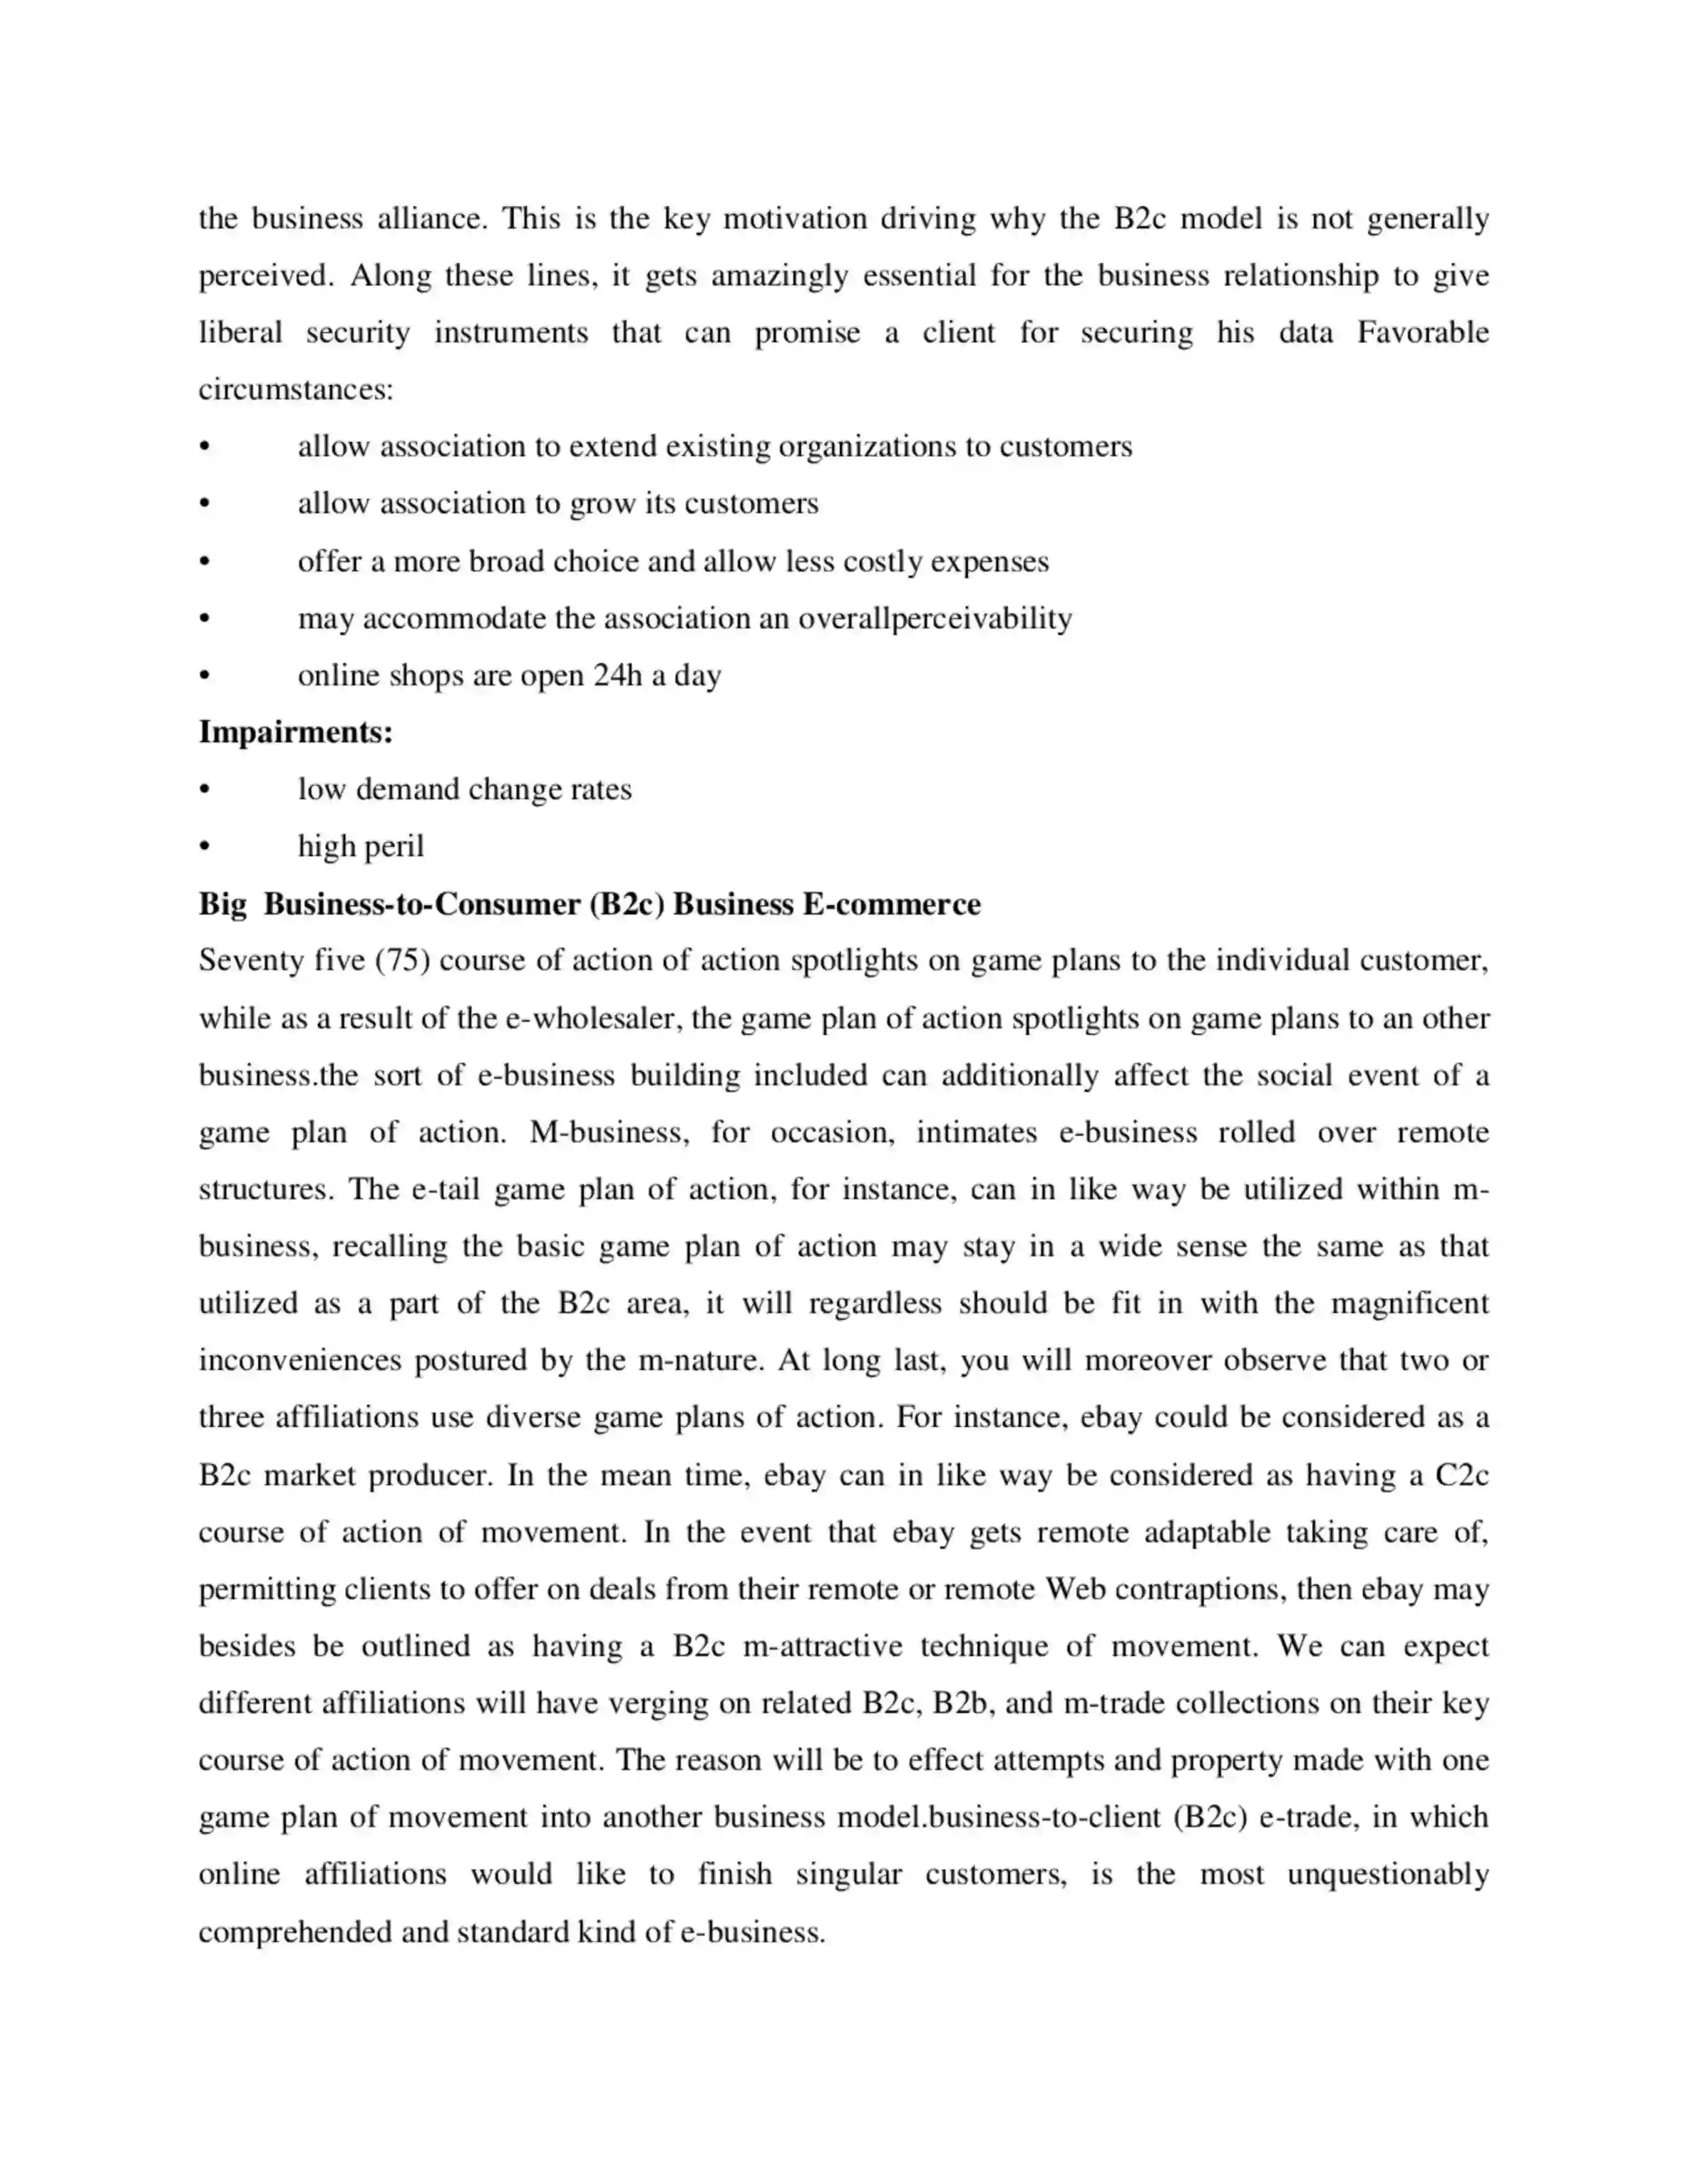 the business alliance. This is the key motivation driving why the B2c model is not generally
perceived. Along these lines, it gets amazingly essential for the business relationship to give
liberal security instruments that can promise a client for securing his data Favorable
circumstances:
• allow association to extend existing organizations to customers
• allow association to grow its customers
• offer a more broad choice and allow less costly expenses
• may accommodate the association an overallperceivability
• online shops are open 24h a day
Impairments:
• low demand change rates
• high peril
Big Business-to-Consumer (B2c) Business E-commerce
Seventy five (75) course of action of action spotlights on game plans to the individual customer,
while as a result of the e-wholesaler, the game plan of action spotlights on game plans to an other
business.the sort of e-business building included can additionally affect the social event of a
game plan of action. M-business, for occasion, intimates e-business rolled over remote
structures. The e-tail game plan of action, for instance, can in like way be utilized within m-
business, recalling the basic game plan of action may stay in a wide sense the same as that
utilized as a part of the B2c area, it will regardless should be fit in with the magnificent
inconveniences postured by the m-nature. At long last, you will moreover observe that two or
three affiliations use diverse game plans of action. For instance, ebay could be considered as a
B2c market producer. In the mean time, ebay can in like way be considered as having a C2c
course of action of movement. In the event that ebay gets remote adaptable taking care of,
permitting clients to offer on deals from their remote or remote Web contraptions, then ebay may
besides be outlined as having a B2c m-attractive technique of movement. We can expect
different affiliations will have verging on related B2c, B2b, and m-trade collections on their key
course of action of movement. The reason will be to effect attempts and property made with one
game plan of movement into another business model.business-to-client (B2c) e-trade, in which
online affiliations would like to finish singular customers, is the most unquestionably
comprehended and standard kind of e-business.